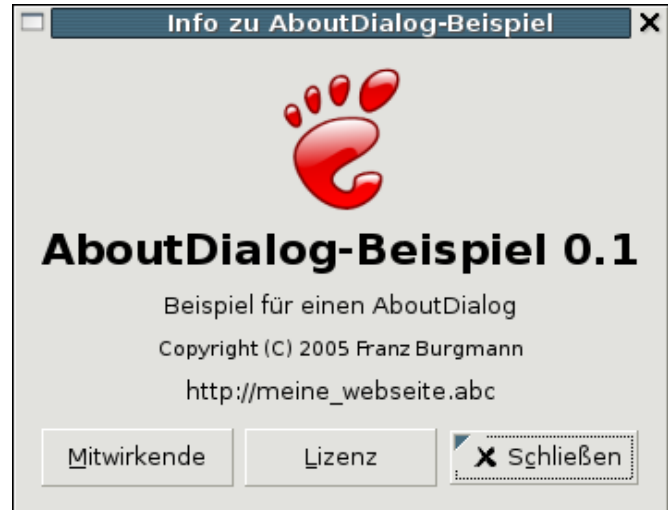 Info zu AboutDialog-Beispiel
AboutDialog-Beispiel 0.1
Beispiel für einen AboutDialog
Copyright (C) 2005 Franz Burgmann
http://meine_webseite.abc
Mitwirkende
Lizenz
Schließen